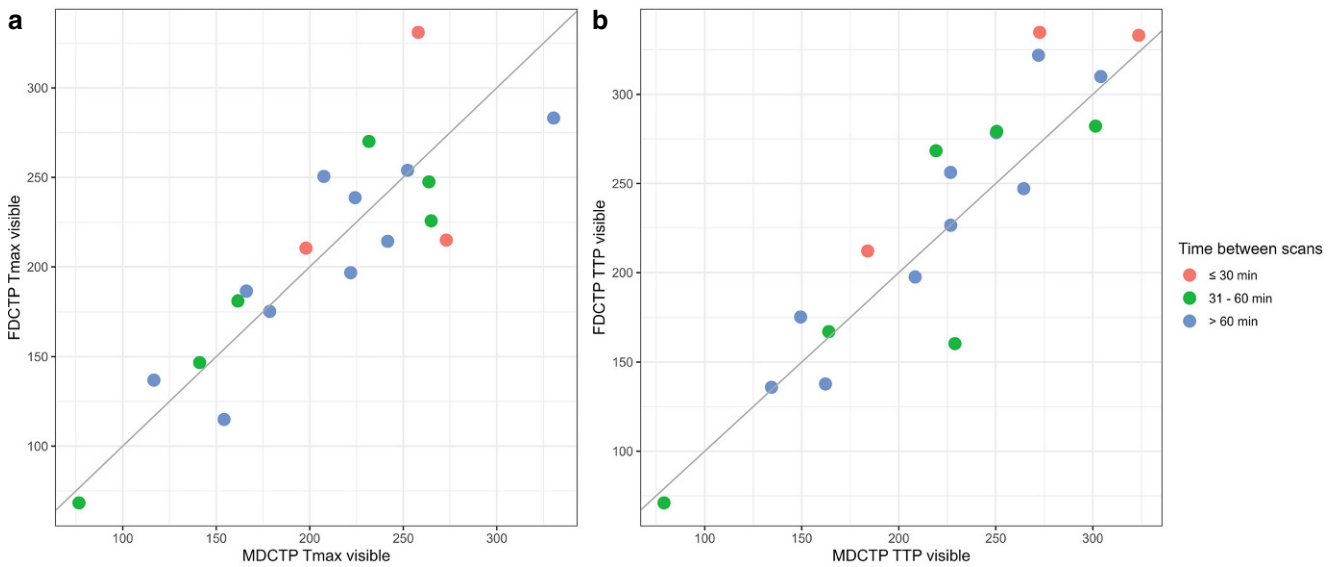 a
FDCTP Tmax visible
300
250
200
150
100
100 150 200 250 300
MDCTP Tmax visible
b
FDCTP TTP visible
300
250
200
150
100
100 150 200 250 300
MDCTP TTP visible
Time between scans
≤ 30 min
31 - 60 min
> 60 min